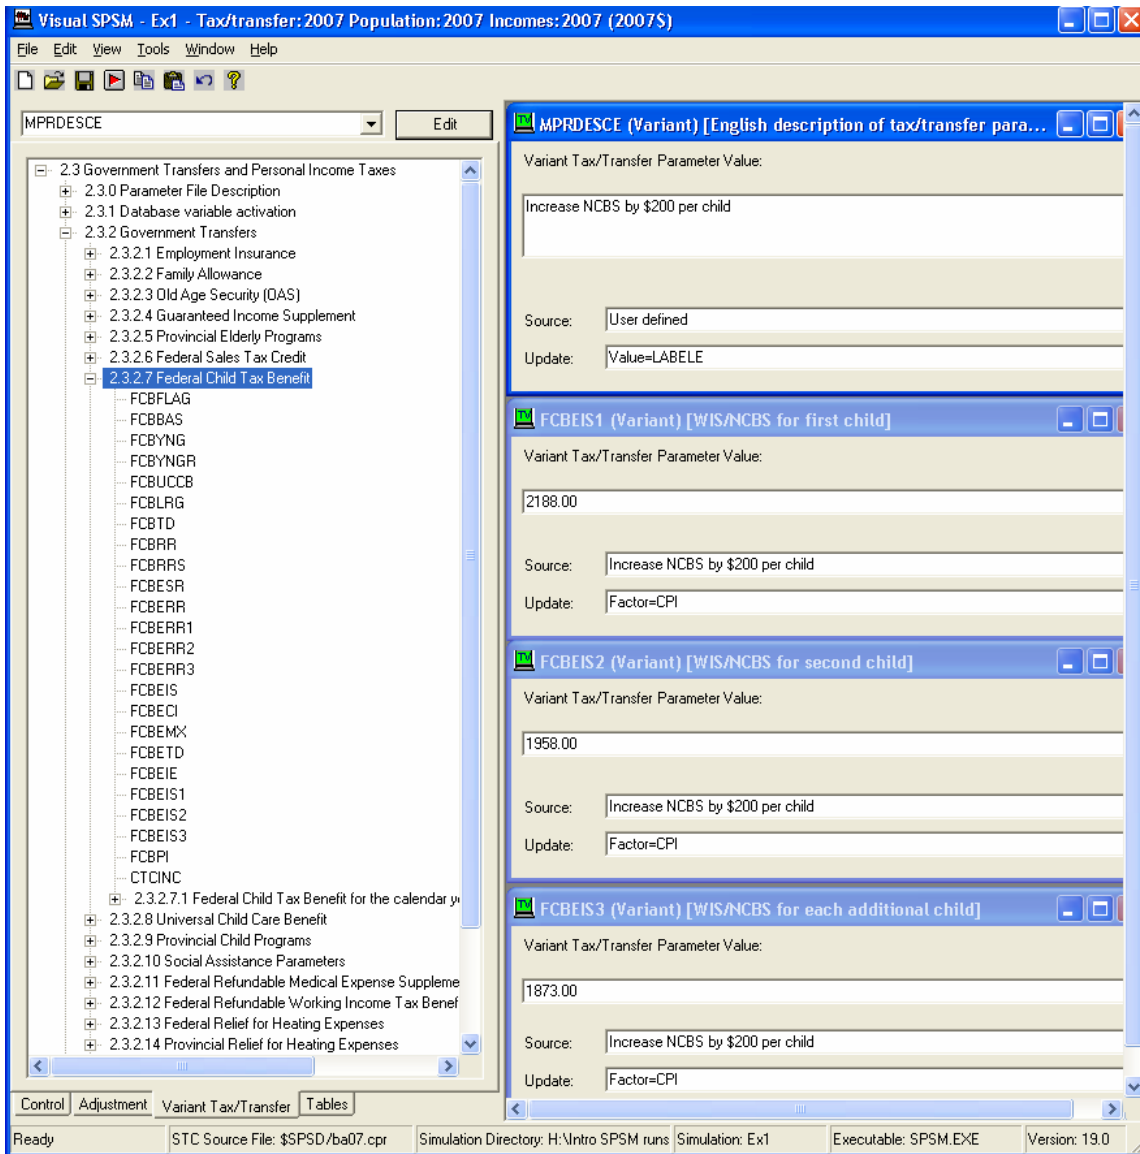 Visual SPSM - Ex1 - Tax/transfer: 2007 Population: 2007 Incomes: 2007 (2007$)
File Edit View Tools Window Help
MPRDESCE
Edit
2.3 Government Transfers and Personal Income Taxes
2.3.0 Parameter File Description
2.3.1 Database variable activation
2.3.2 Government Transfers
2.3.2.1 Employment Insurance
2.3.2.2 Family Allowance
2.3.2.3 Old Age Security (OAS)
2.3.2.4 Guaranteed Income Supplement
2.3.2.5 Provincial Elderly Programs
2.3.2.6 Federal Sales Tax Credit
2.3.2.7 Federal Child Tax Benefit
FCBFLAG
FCBBAS
FCBYNG
FCBYNGR
FCBUCCB
FCBLRG
FCBTD
FCBRR
FCBRRS
FCBESR
FCBERR
FCBERR1
FCBERR2
FCBERR3
FCBEIS
FCBECI
FCBEMX
FCBETD
FCBEIE
FCBEIS1
FCBEIS2
FCBEIS3
FCBPI
CTCINC
2.3.2.7.1 Federal Child Tax Benefit for the calendar y
2.3.2.8 Universal Child Care Benefit
2.3.2.9 Provincial Child Programs
2.3.2.10 Social Assistance Parameters
2.3.2.11 Federal Refundable Medical Expense Suppleme
2.3.2.12 Federal Refundable Working Income Tax Benef
2.3.2.13 Federal Relief for Heating Expenses
2.3.2.14 Provincial Relief for Heating Expenses
Control Adjustment Variant Tax/Transfer Tables
TV MPRDESCE (Variant) [English description of tax/transfer para...
Variant Tax/Transfer Parameter Value:
Increase NCBS by $200 per child
Source: User defined
Update: Value=LABELE
TV FCBEIS1 (Variant) [WIS/NCBS for first child]
Variant Tax/Transfer Parameter Value:
2188.00
Source: Increase NCBS by $200 per child
Update: Factor=CPI
TV FCBEIS2 (Variant) [WIS/NCBS for second child]
Variant Tax/Transfer Parameter Value:
1958.00
Source: Increase NCBS by $200 per child
Update: Factor=CPI
TV FCBEIS3 (Variant) [WIS/NCBS for each additional child]
Variant Tax/Transfer Parameter Value:
1873.00
Source: Increase NCBS by $200 per child
Update: Factor=CPI
Ready STC Source File: $SPSD/ba07.cpr Simulation Directory: H:\Intro SPSM runs Simulation: Ex1 Executable: SPSM.EXE Version: 19.0